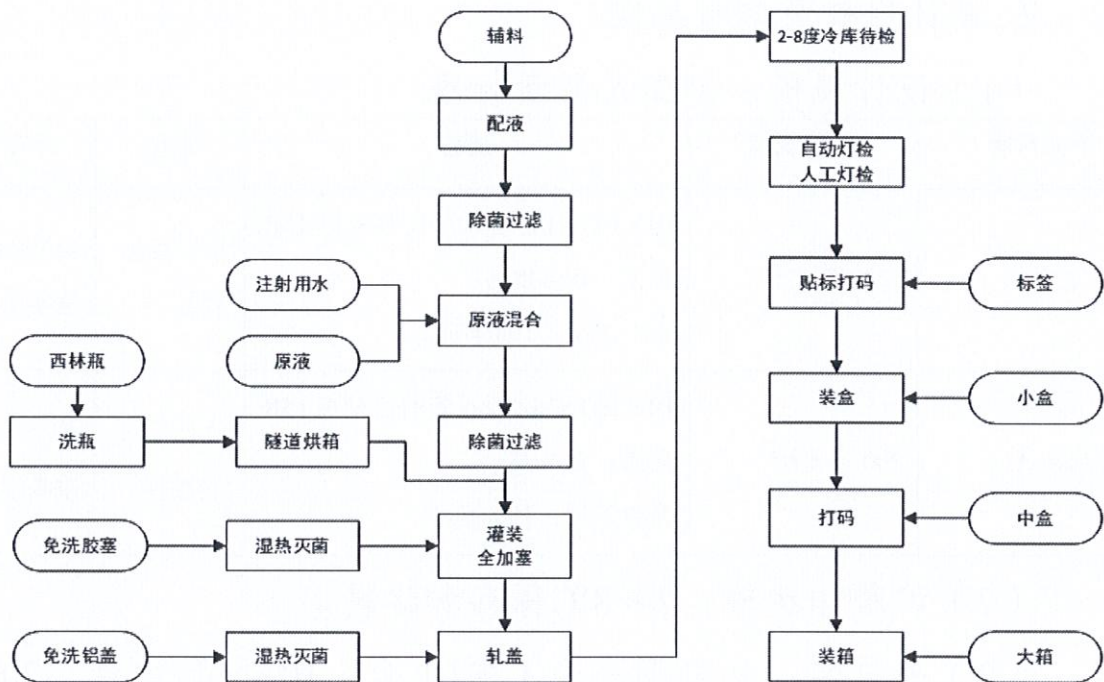 辅料
2-8度冷库待检
配液
自动灯检
人工灯检
除菌过滤
注射用水
贴标打码
标签
原液混合
西林瓶
原液
装盒
小盒
洗瓶
隧道烘箱
除菌过滤
打码
中盒
免洗胶塞
湿热灭菌
灌装
全加塞
免洗铝盖
湿热灭菌
轧盖
装箱
大箱